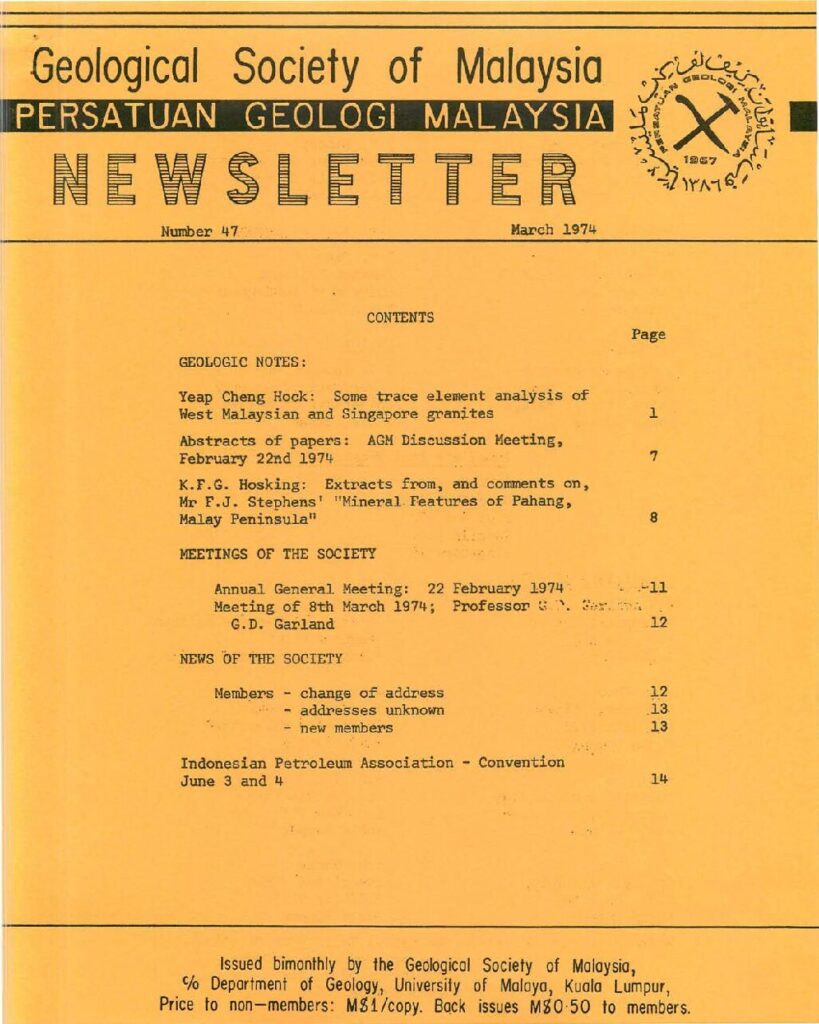 Geological Society of Malaysia
PERSATUAN GEOLOGI MALAYSIA
NEWSLETTER
PERSATUAN GEOLOGI MALAYSIA
1967
١٣٨٦
Number 47 March 1974
CONTENTS
Page
GEOLOGIC NOTES:
Yeap Cheng Hock: Some trace element analysis of
West Malaysian and Singapore granites 1
Abstracts of papers: AGM Discussion Meeting,
February 22nd 1974 7
K.F.G. Hosking: Extracts from, and comments on,
Mr F.J. Stephens' "Mineral Features of Pahang,
Malay Peninsula" 8
MEETINGS OF THE SOCIETY
Annual General Meeting: 22 February 1974 11
Meeting of 8th March 1974; Professor
G.D. Garland 12
NEWS OF THE SOCIETY
Members - change of address 12
- addresses unknown 13
- new members 13
Indonesian Petroleum Association - Convention
June 3 and 4 14
Issued bimonthly by the Geological Society of Malaysia,
c/o Department of Geology, University of Malaya, Kuala Lumpur,
Price to non-members: M$1/copy. Back issues M$0·50 to members.